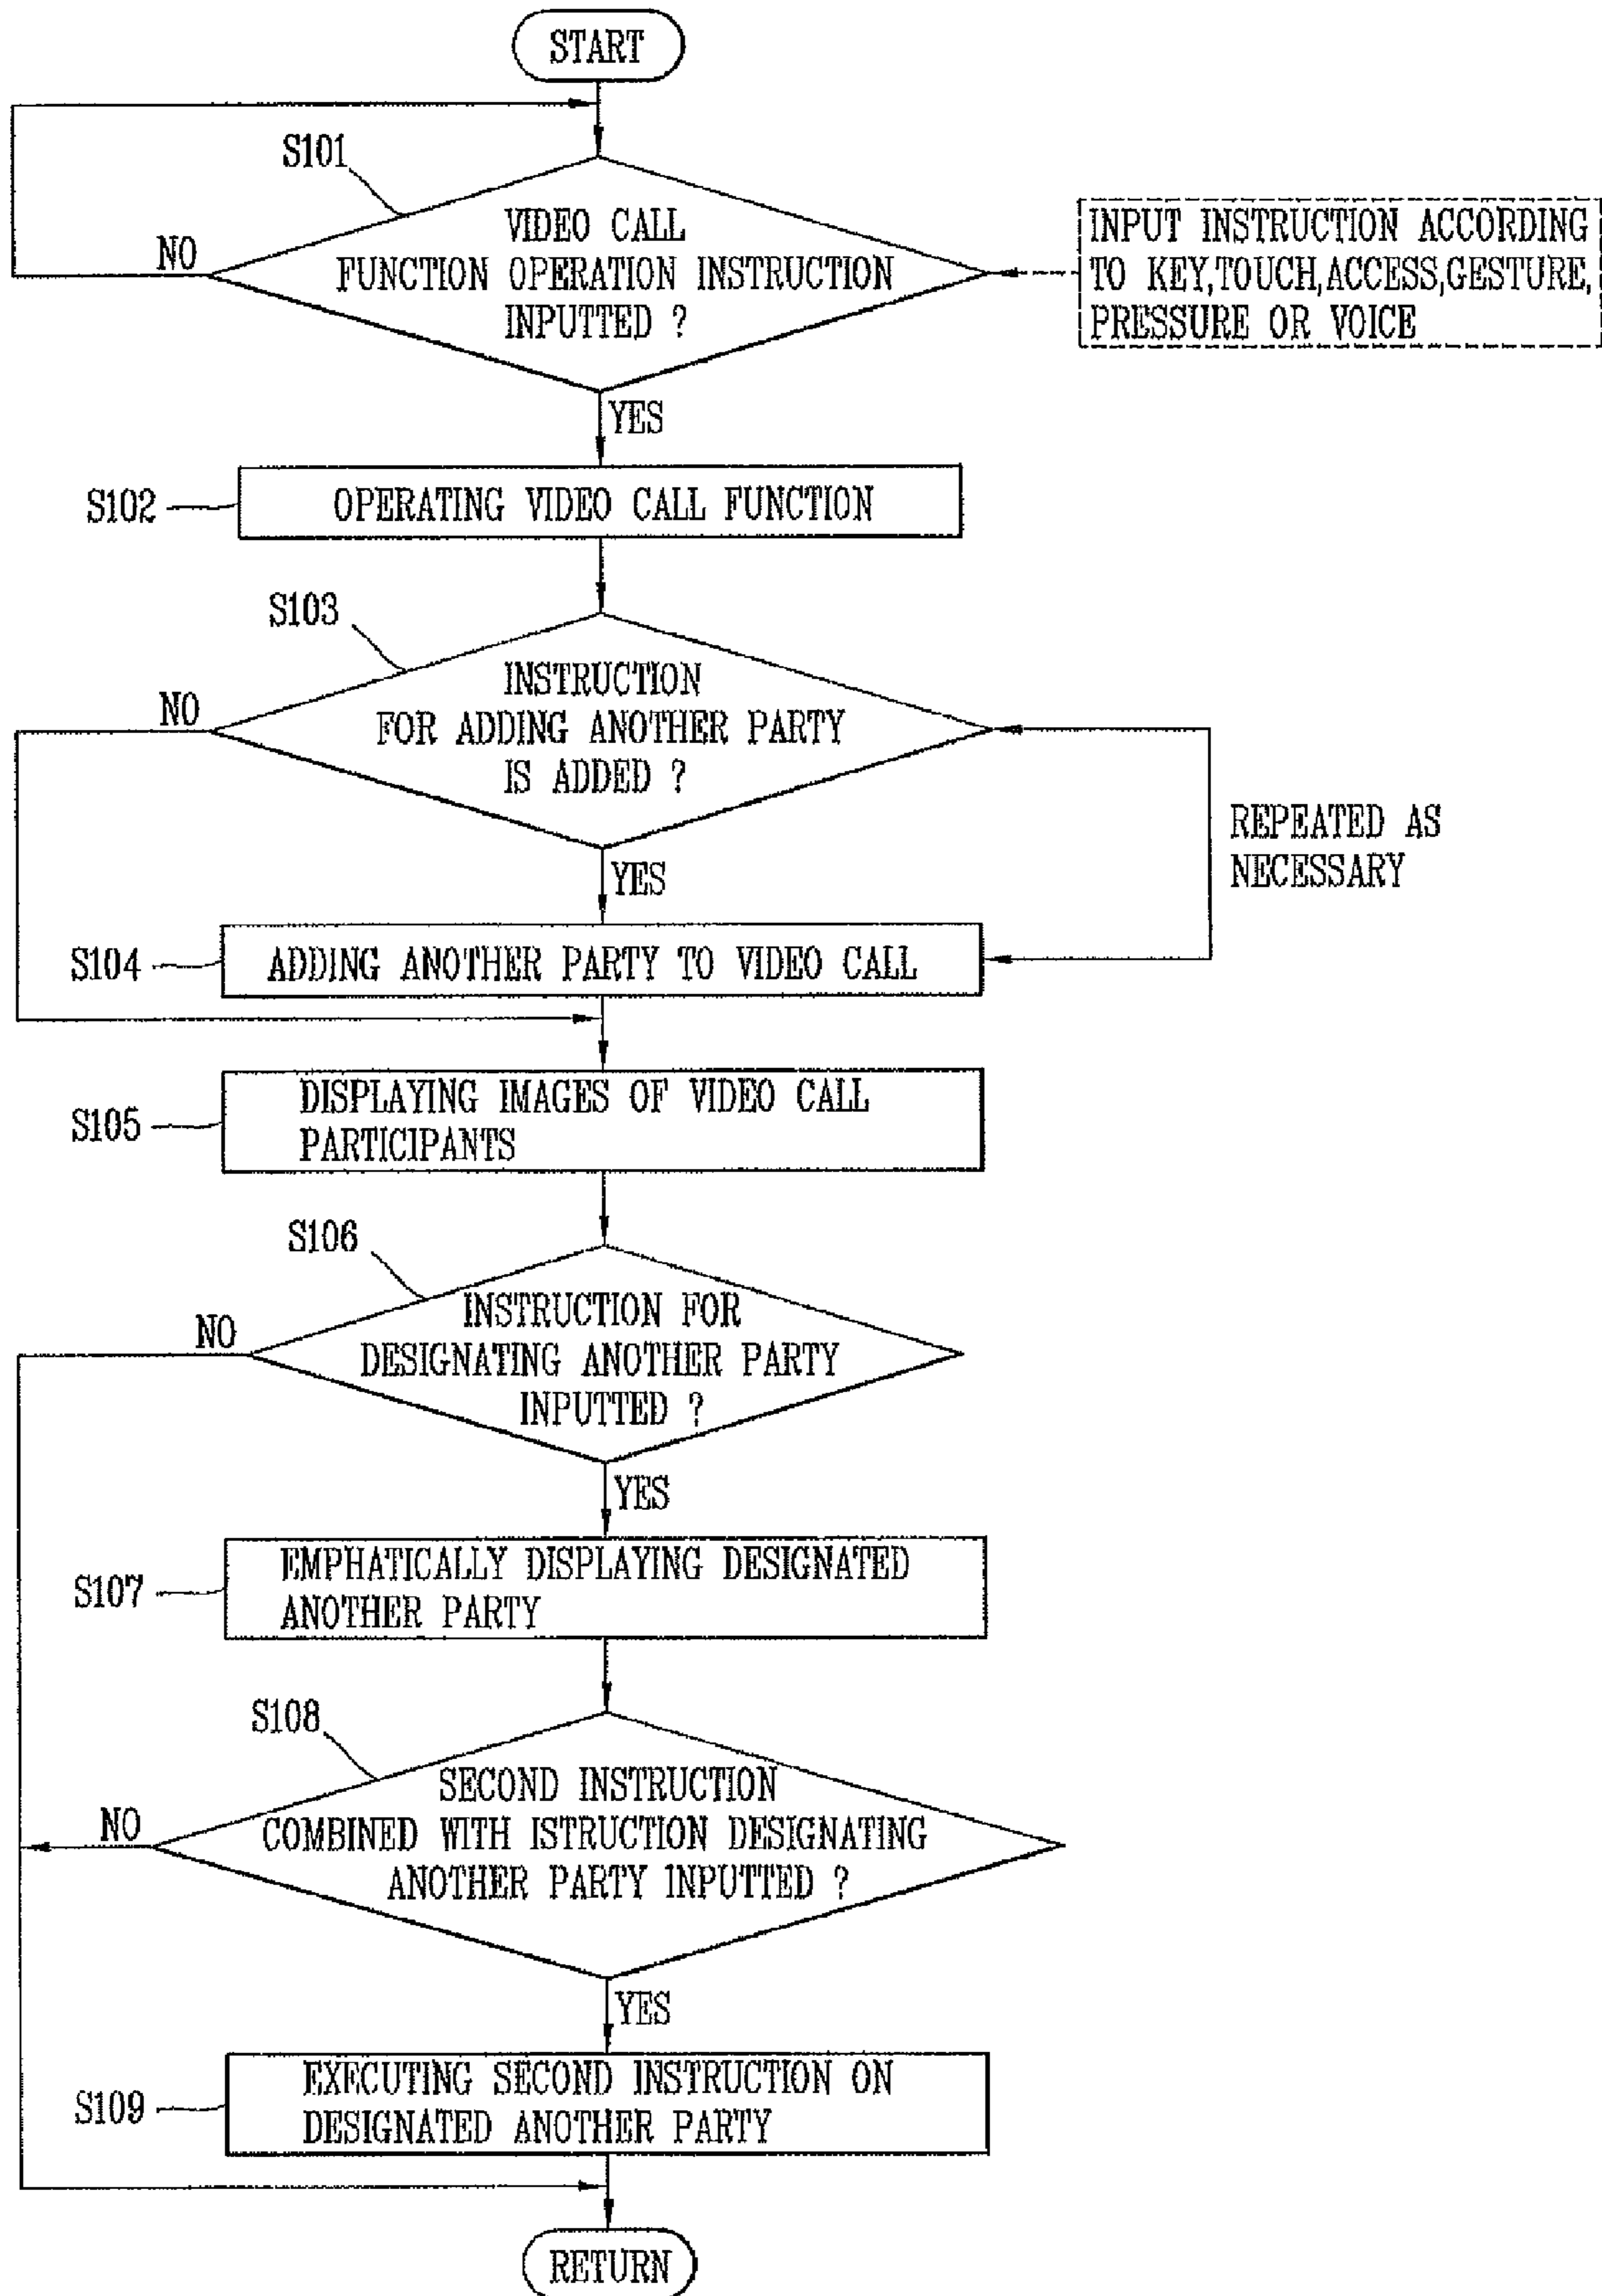 START
S101
VIDEO CALL
FUNCTION OPERATION INSTRUCTION
INPUTTED ?
NO
INPUT INSTRUCTION ACCORDING
TO KEY,TOUCH,ACCESS,GESTURE,
PRESSURE OR VOICE
YES
S102
OPERATING VIDEO CALL FUNCTION
S103
INSTRUCTION
FOR ADDING ANOTHER PARTY
IS ADDED ?
NO
REPEATED AS
NECESSARY
YES
S104
ADDING ANOTHER PARTY TO VIDEO CALL
S105
DISPLAYING IMAGES OF VIDEO CALL
PARTICIPANTS
S106
INSTRUCTION FOR
DESIGNATING ANOTHER PARTY
INPUTTED ?
NO
YES
S107
EMPHATICALLY DISPLAYING DESIGNATED
ANOTHER PARTY
S108
SECOND INSTRUCTION
COMBINED WITH ISTRUCTION DESIGNATING
ANOTHER PARTY INPUTTED ?
NO
YES
S109
EXECUTING SECOND INSTRUCTION ON
DESIGNATED ANOTHER PARTY
RETURN